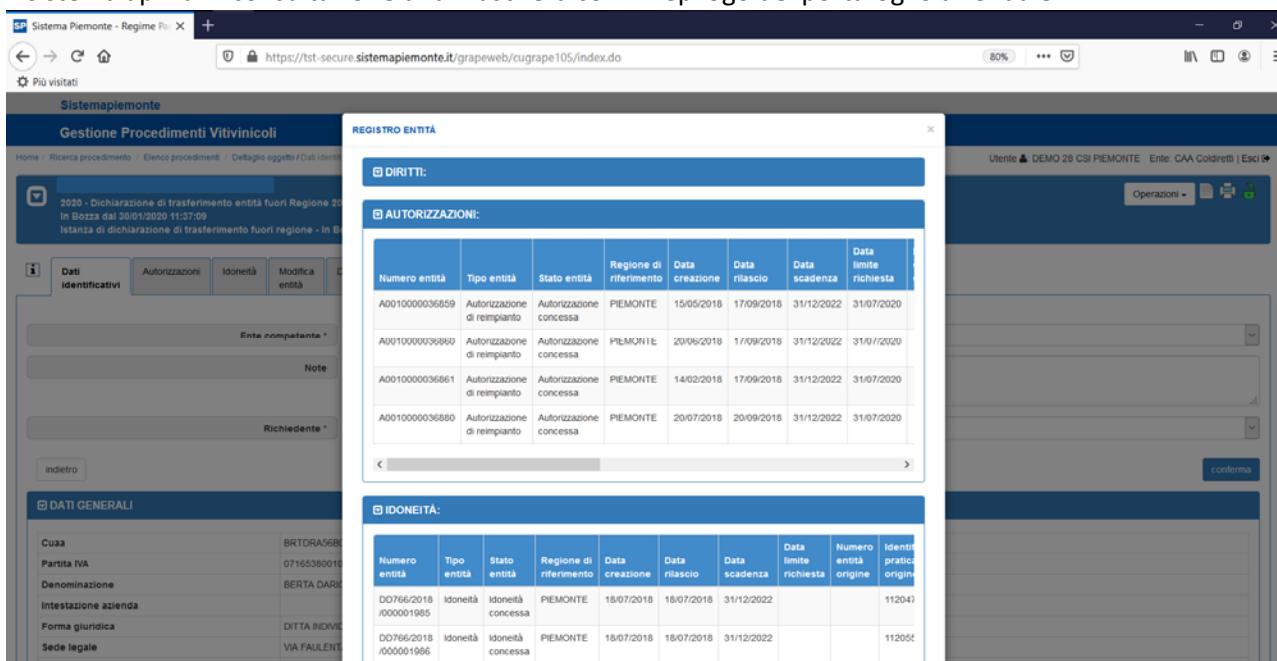 Sistema Piemonte - Regime Pa
https://tst-secure.sistemapiemonte.it/grapeweb/cugrape105/index.do
80%
Più visitati
Sistemapiemonte
Gestione Procedimenti Vitivinicoli
Home / Ricerca procedimento / Elenco procedimenti / Dettaglio oggetto / Dati identif
Utente DEMO 28 CSI PIEMONTE Ente: CAA Coldiretti | Esci
2020 - Dichiarazione di trasferimento entità fuori Regione 20
In Bozza dal 30/01/2020 11:37:09
Istanza di dichiarazione di trasferimento fuori regione - In B
Operazioni
Dati identificativi
Autorizzazioni
Idoneità
Modifica entità
Ente competente *
Note
Richiedente *
indietro
conferma
DATI GENERALI
Cuaa BRTDRA56B
Partita IVA 07165380010
Denominazione BERTA DARI
Intestazione azienda
Forma giuridica DITTA INDIVID
Sede legale VIA FAULENT
REGISTRO ENTITÀ
DIRITTI:
AUTORIZZAZIONI:
Numero entità Tipo entità Stato entità Regione di riferimento Data creazione Data rilascio Data scadenza Data limite richiesta
A0010000036859 Autorizzazione di reimpianto Autorizzazione concessa PIEMONTE 15/05/2018 17/09/2018 31/12/2022 31/07/2020
A0010000036860 Autorizzazione di reimpianto Autorizzazione concessa PIEMONTE 20/06/2018 17/09/2018 31/12/2022 31/07/2020
A0010000036861 Autorizzazione di reimpianto Autorizzazione concessa PIEMONTE 14/02/2018 17/09/2018 31/12/2022 31/07/2020
A0010000036880 Autorizzazione di reimpianto Autorizzazione concessa PIEMONTE 20/07/2018 20/09/2018 31/12/2022 31/07/2020
IDONEITÀ:
Numero entità Tipo entità Stato entità Regione di riferimento Data creazione Data rilascio Data scadenza Data limite richiesta Numero entità origine Identif pratica origine
DD766/2018 /000001985 Idoneità Idoneità concessa PIEMONTE 18/07/2018 18/07/2018 31/12/2022 112047
DD766/2018 /000001986 Idoneità Idoneità concessa PIEMONTE 18/07/2018 18/07/2018 31/12/2022 112055